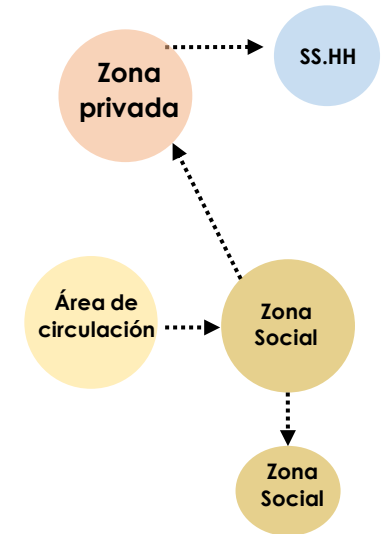 Zona
privada
SS.HH
Área de
circulación
Zona
Social
Zona
Social